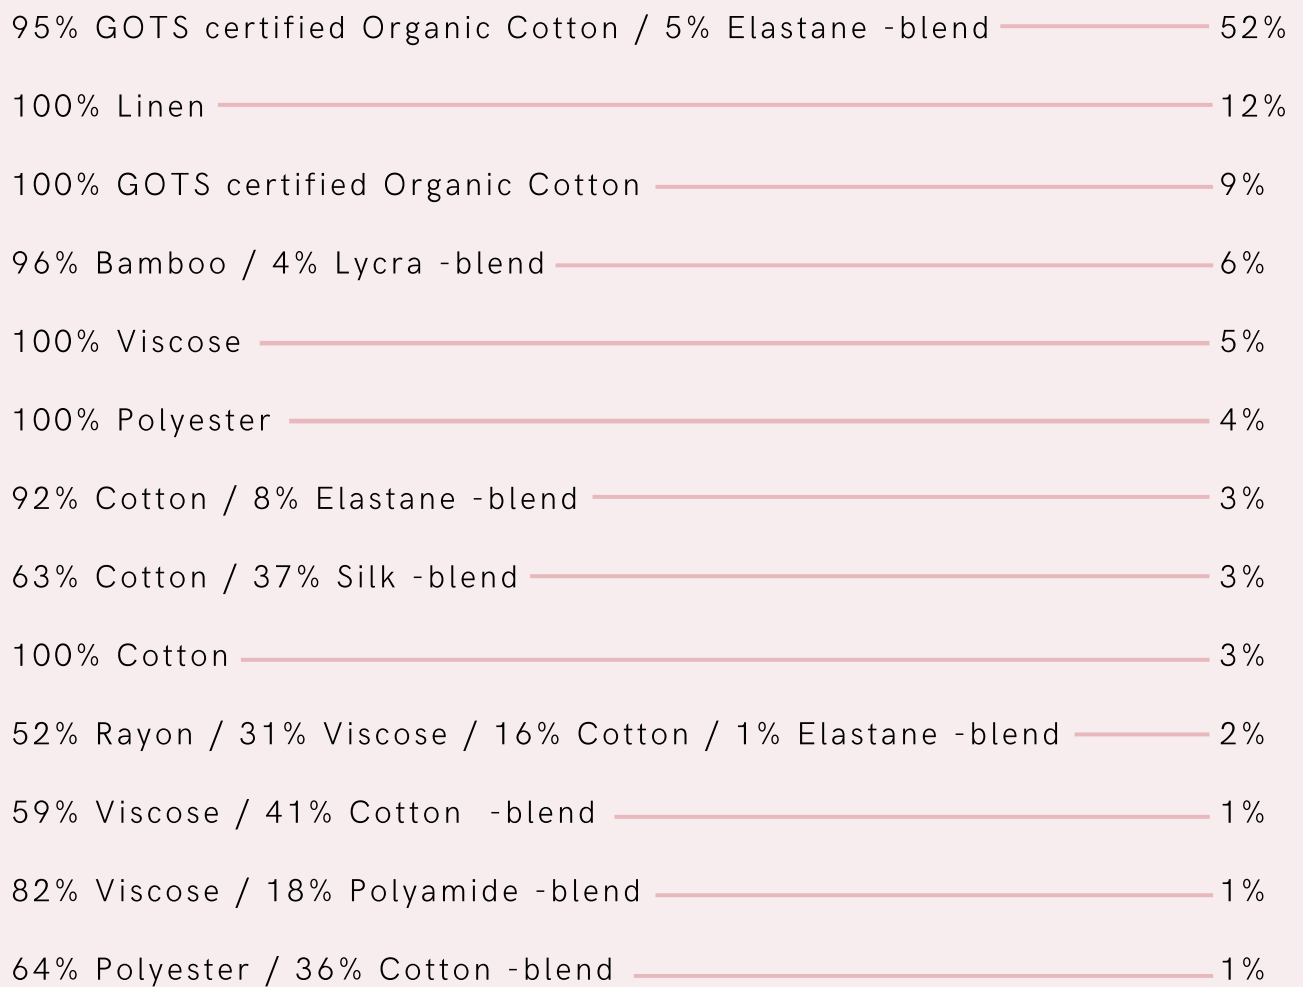 95% GOTS certified Organic Cotton / 5% Elastane -blend 52%
100% Linen 12%
100% GOTS certified Organic Cotton 9%
96% Bamboo / 4% Lycra -blend 6%
100% Viscose 5%
100% Polyester 4%
92% Cotton / 8% Elastane -blend 3%
63% Cotton / 37% Silk -blend 3%
100% Cotton 3%
52% Rayon / 31% Viscose / 16% Cotton / 1% Elastane -blend 2%
59% Viscose / 41% Cotton  -blend 1%
82% Viscose / 18% Polyamide -blend 1%
64% Polyester / 36% Cotton -blend 1%